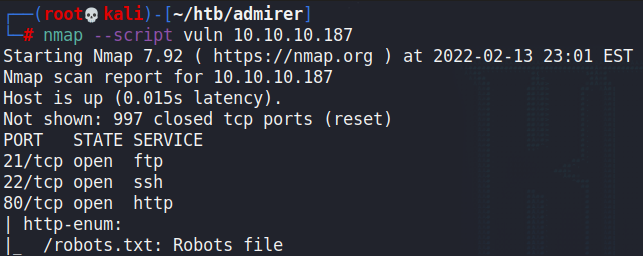 ┌──(root💀kali)-[~/htb/admirer]
└─# nmap --script vuln 10.10.10.187
Starting Nmap 7.92 ( https://nmap.org ) at 2022-02-13 23:01 EST
Nmap scan report for 10.10.10.187
Host is up (0.015s latency).
Not shown: 997 closed tcp ports (reset)
PORT   STATE SERVICE
21/tcp open  ftp
22/tcp open  ssh
80/tcp open  http
| http-enum:
|_  /robots.txt: Robots file